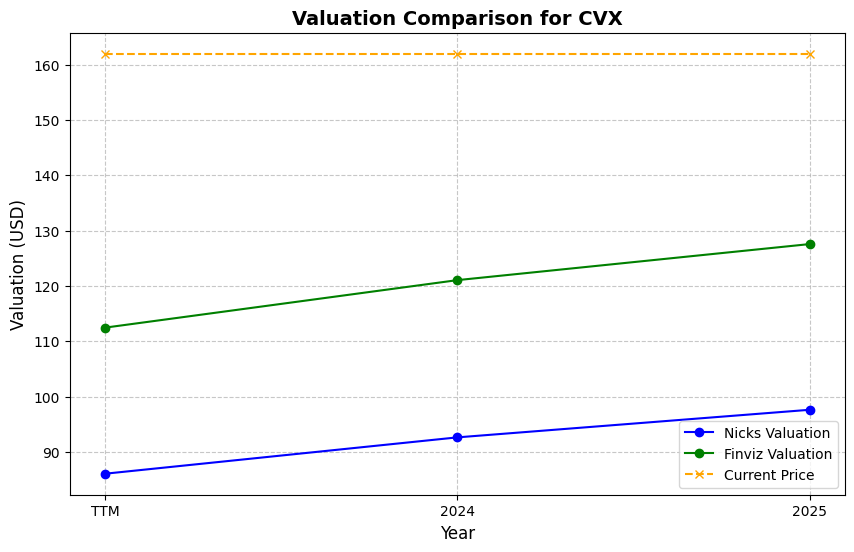 Valuation Comparison for CVX
Valuation (USD)
160
150
140
130
120
110
100
90
TTM
2024
2025
Year
Nicks Valuation
Finviz Valuation
Current Price